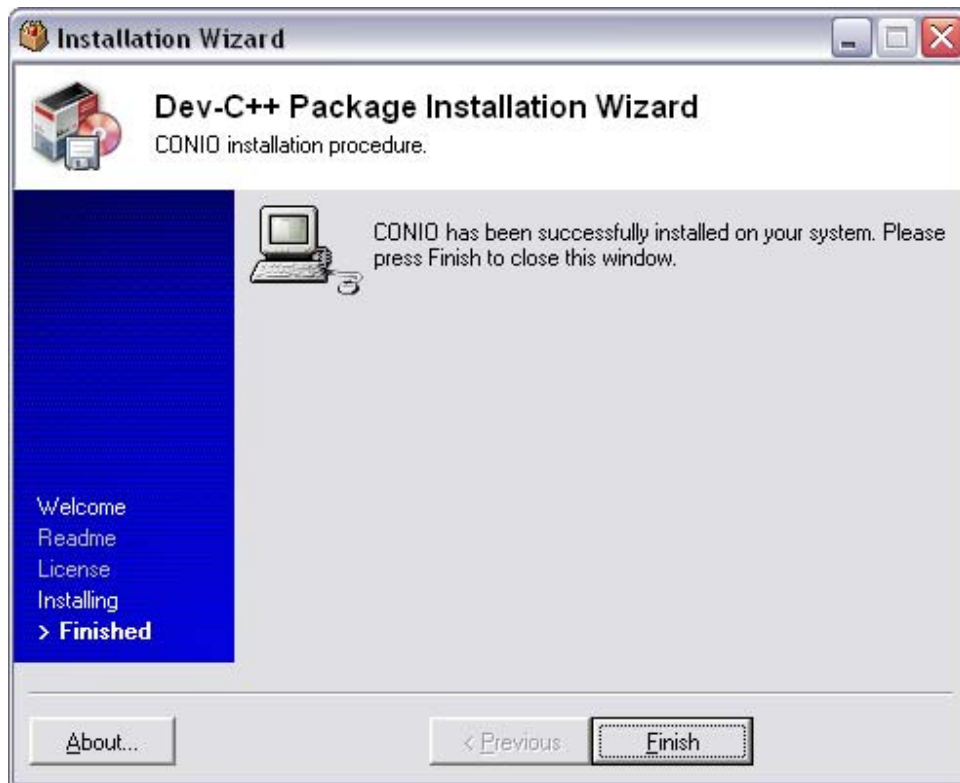 Installation Wizard
Dev-C++ Package Installation Wizard
CONIO installation procedure.
CONIO has been successfully installed on your system. Please
press Finish to close this window.
Welcome
Readme
License
Installing
> Finished
About...
< Previous
Finish